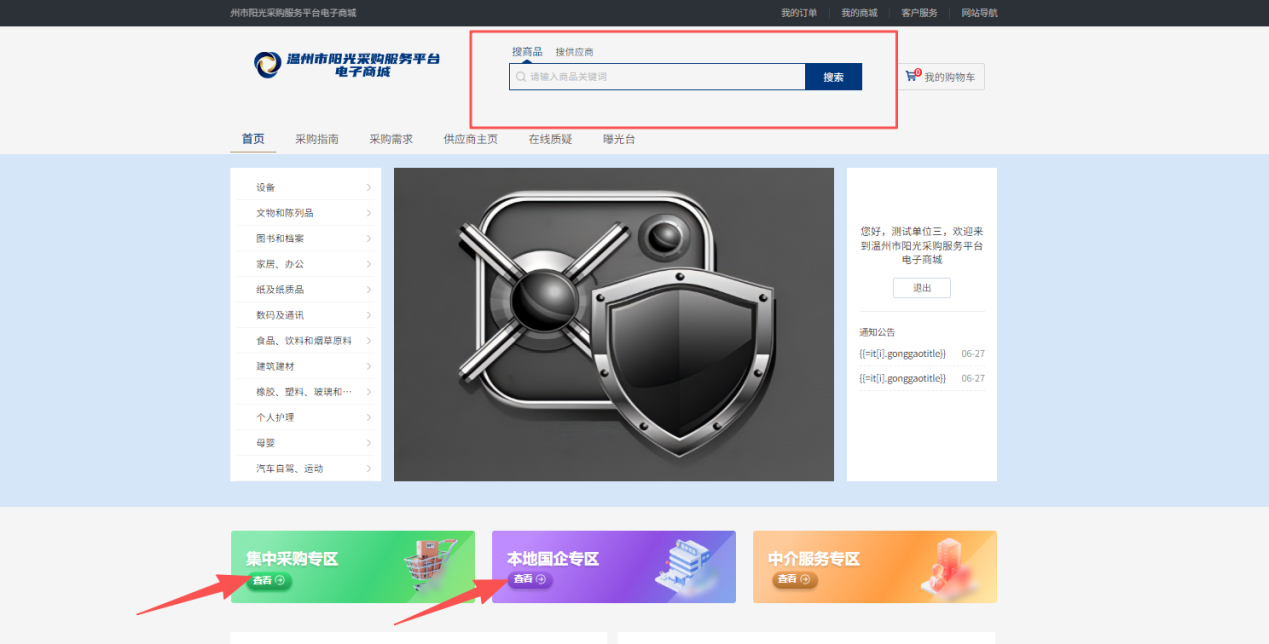 州市阳光采购服务平台电子商城
我的订单 我的商城 客户服务 网站导航
温州市阳光采购服务平台
电子商城
搜商品 搜供应商
请输入商品关键词
搜索
0
我的购物车
首页 采购指南 采购需求 供应商主页 在线质疑 曝光台
设备
文物和陈列品
图书和档案
家居、办公
纸及纸质品
数码及通讯
食品、饮料和烟草原料
建筑建材
橡胶、塑料、玻璃和…
个人护理
母婴
汽车自驾、运动
您好，测试单位三，欢迎来
到温州市阳光采购服务平台
电子商城
退出
通知公告
{{=it[i].gonggaotitle}} 06-27
{{=it[i].gonggaotitle}} 06-27
集中采购专区
查看
本地国企专区
查看
中介服务专区
查看